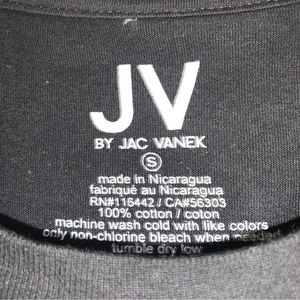 JV
BY JAC VANEK
S
made in Nicaragua
fabriqué au Nicaragua
RN#116442 / CA#56303
100% cotton / coton
machine wash cold with like colors
only non-chlorine bleach when needed
tumble dry low